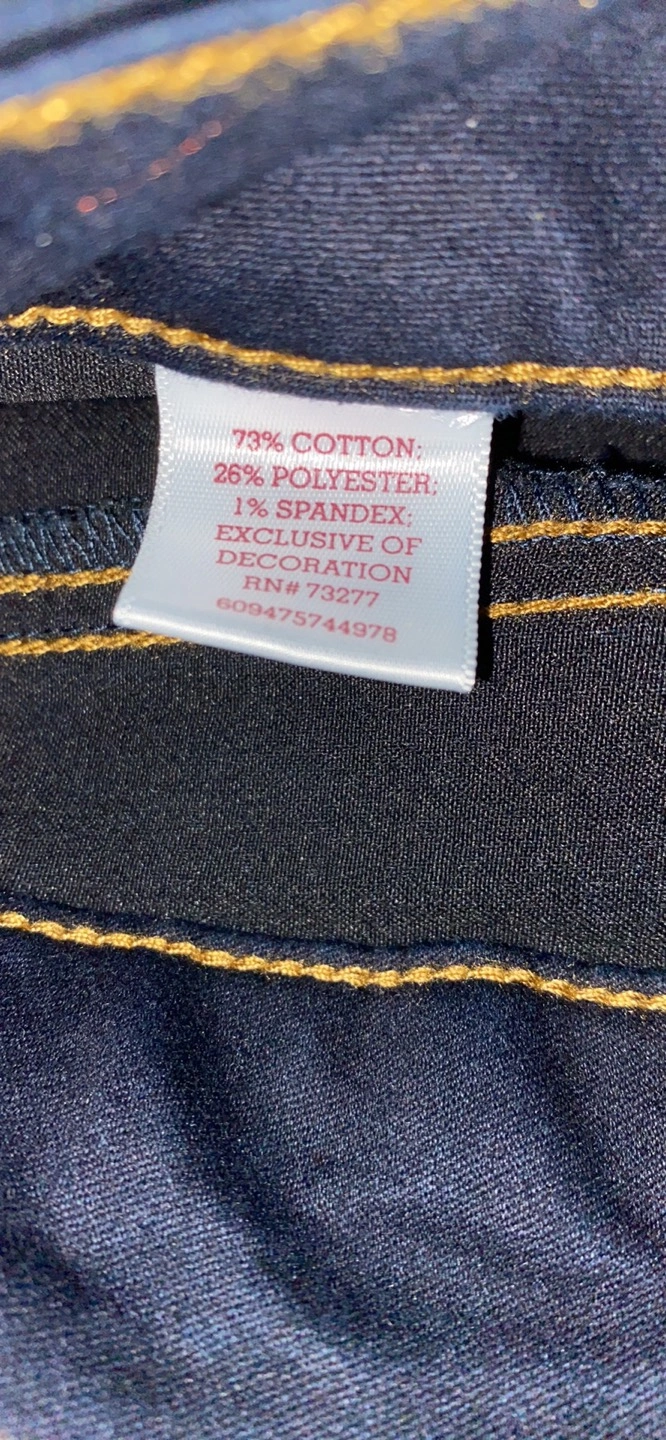 73% COTTON;
26% POLYESTER;
1% SPANDEX;
EXCLUSIVE OF
DECORATION
RN# 73277
609475744978